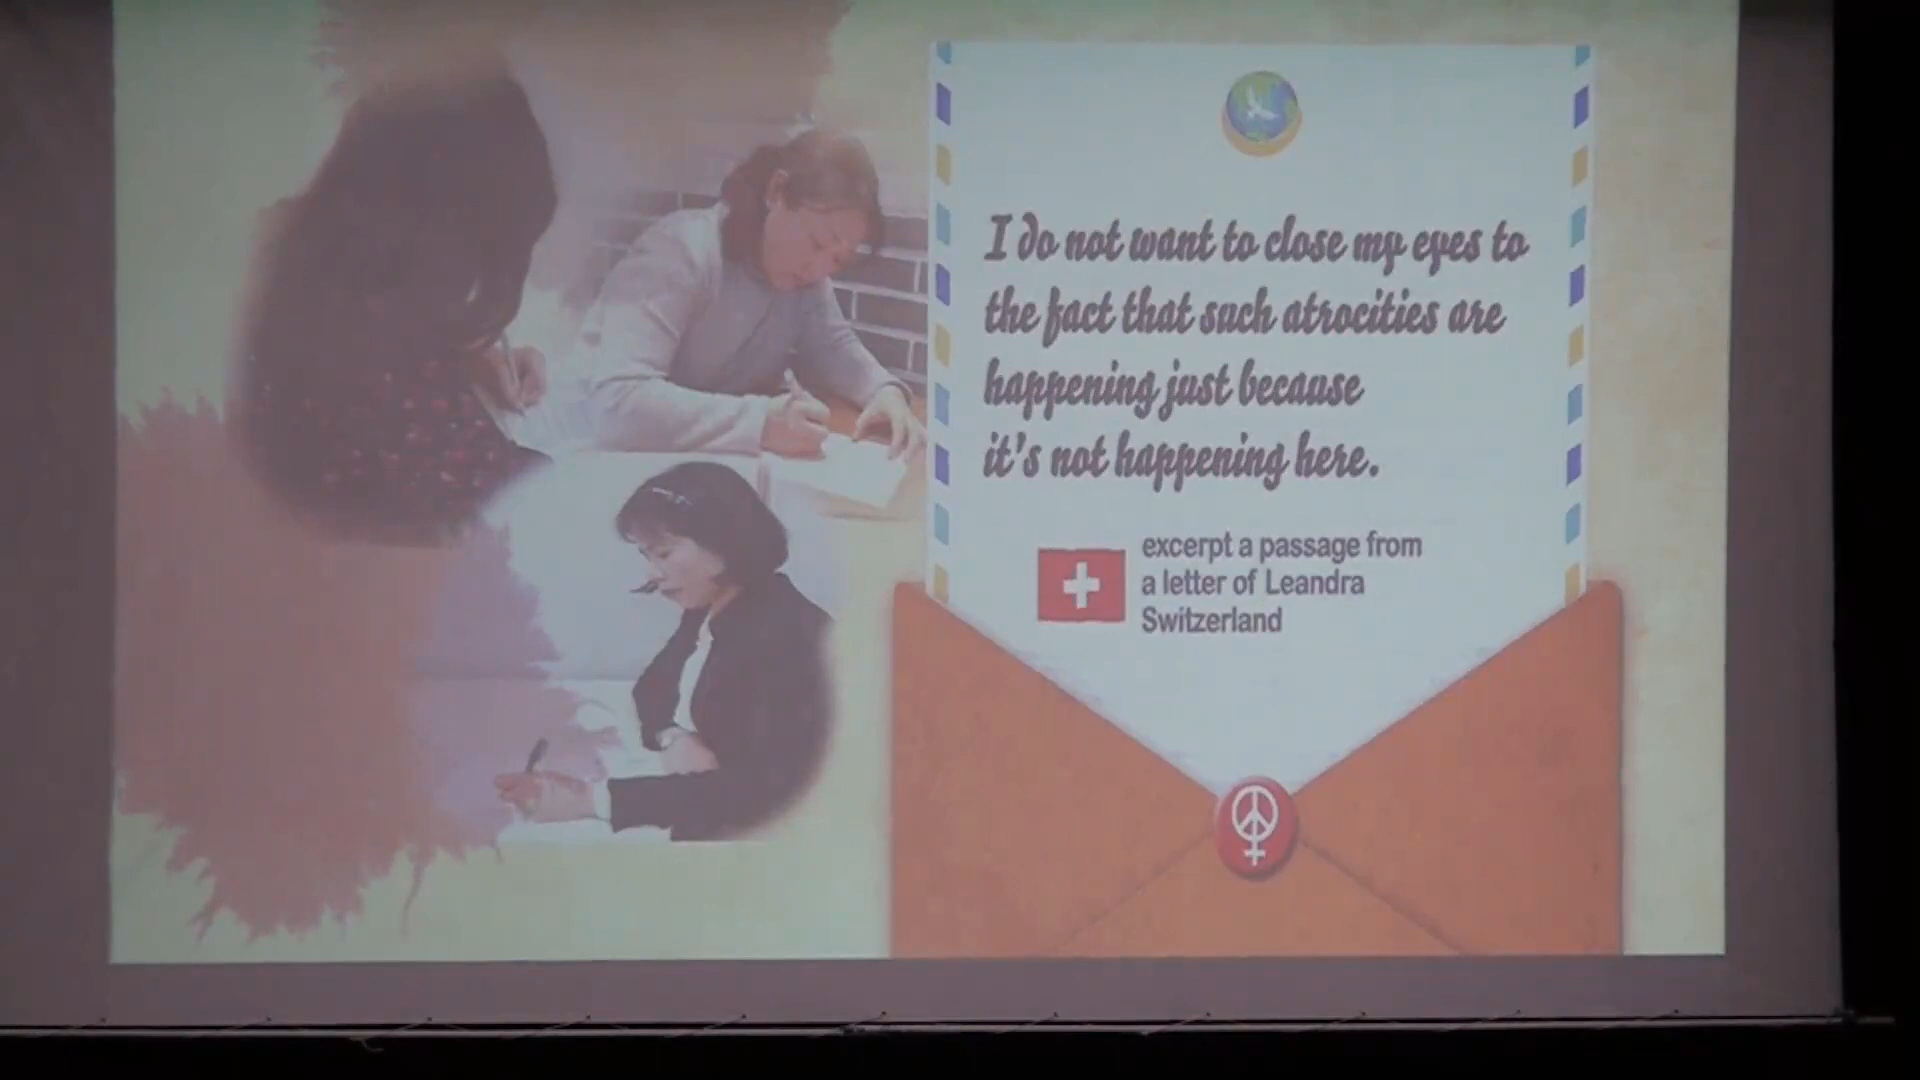 I do not want to close my eyes to
the fact that such atrocities are
happening just because
it's not happening here.
excerpt a passage from
a letter of Leandra
Switzerland